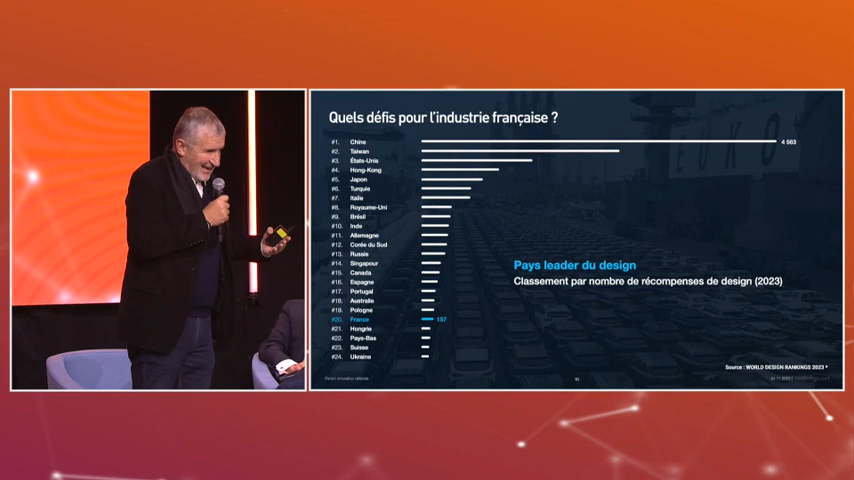 Quels défis pour l'industrie française ?
#1. Chine 4 563
#2. Taiwan
#3. États-Unis
#4. Hong-Kong
#5. Japon
#6. Turquie
#7. Italie
#8. Royaume-Uni
#9. Brésil
#10. Inde
#11. Allemagne
#12. Corée du Sud
#13. Russie
#14. Singapour
#15. Canada
#16. Espagne
#17. Portugal
#18. Australie
#19. Pologne
#20. France 157
#21. Hongrie
#22. Pays-Bas
#23. Suisse
#24. Ukraine
Pays leader du design
Classement par nombre de récompenses de design (2023)
Source : WORLD DESIGN RANKINGS 2023 *
Forum innovation défense